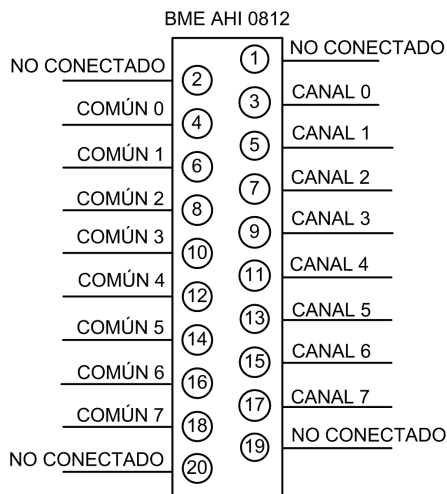 BME AHI 0812
1 NO CONECTADO
NO CONECTADO 2
3 CANAL 0
COMÚN 0 4
5 CANAL 1
COMÚN 1 6
7 CANAL 2
COMÚN 2 8
9 CANAL 3
COMÚN 3 10
11 CANAL 4
COMÚN 4 12
13 CANAL 5
COMÚN 5 14
15 CANAL 6
COMÚN 6 16
17 CANAL 7
COMÚN 7 18
19 NO CONECTADO
NO CONECTADO 20